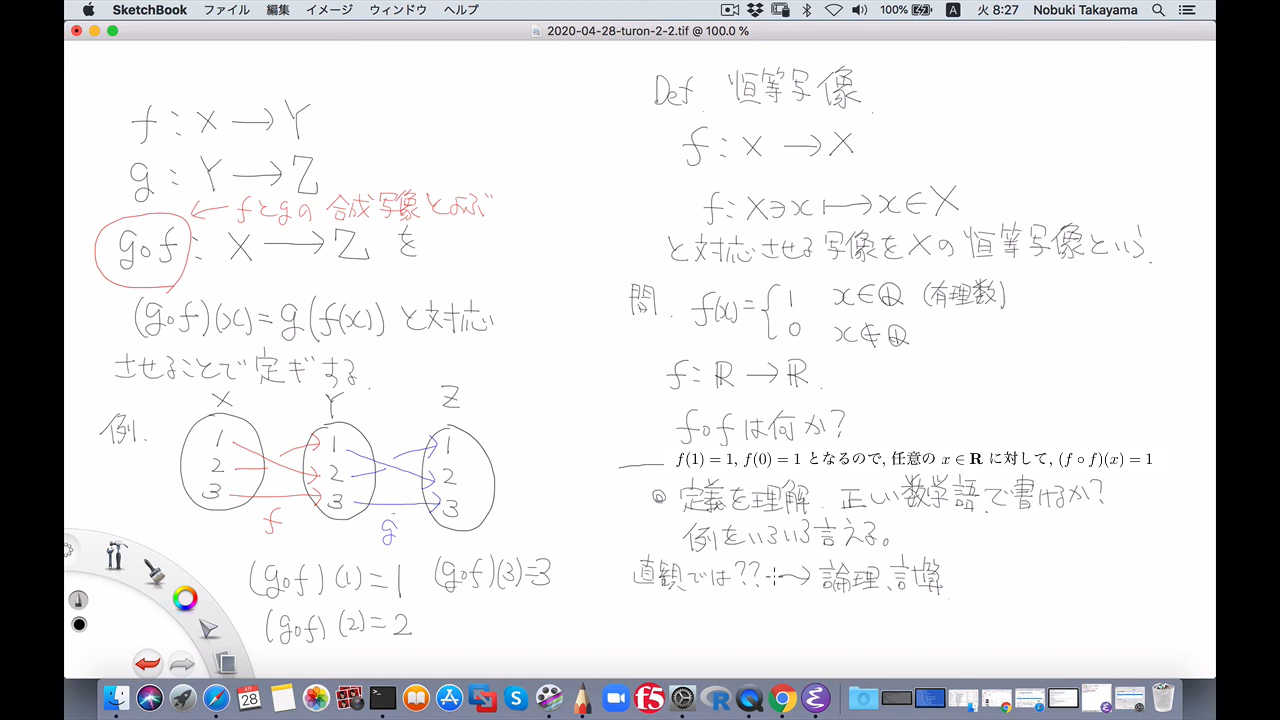 SketchBook ファイル 編集 イメージ ウィンドウ ヘルプ 100% A 火 8:27 Nobuki Takayama
2020-04-28-turon-2-2.tif @ 100.0 %
f : X → Y
g : Y → Z
← fとgの 合成写像とよぶ
g∘f : X → Z を
(g∘f)(x) = g(f(x)) と対応
させることで定ギする.
例.
X Y Z
1 1 1
2 2 2
3 3 3
f g
(g∘f)(1) = 1 (g∘f)(3)=3
(g∘f)(2) = 2
Def. 恒等写像
f : X → X
f : X∋x ↦ x∈X
と対応させる写像をXの恒等写像という.
問. f(x) = { 1 x∈ℚ (有理数)
0 x∉ℚ
f : ℝ → ℝ.
f∘f は何か?
f(1) = 1, f(0) = 1 となるので, 任意の x ∈ R に対して, (f ∘ f)(x) = 1
定義を理解. 正しい数学語で書けるか?
例をいろいろ言える。
直観では?? → 論理、計算
28
f5
R